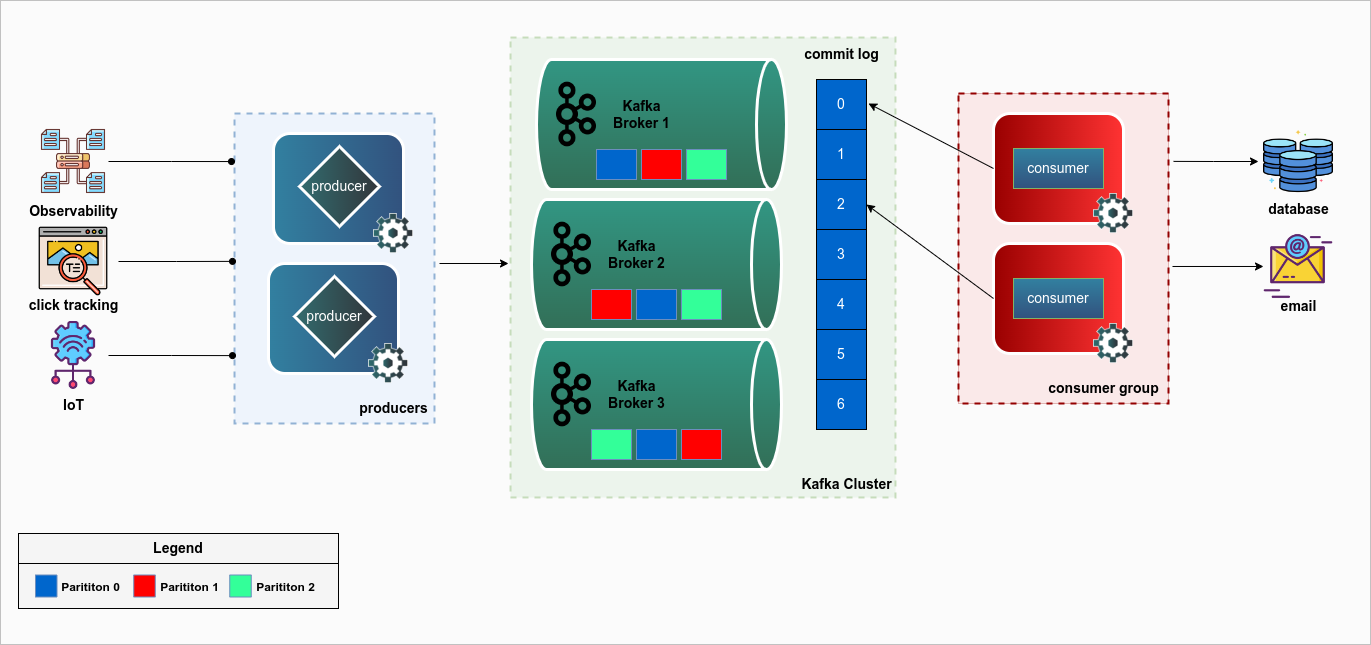 Observability
click tracking
IoT
producer
producer
producers
Kafka
Broker 1
Kafka
Broker 2
Kafka
Broker 3
commit log
0
1
2
3
4
5
6
Kafka Cluster
consumer
consumer
consumer group
database
email
Legend
Parititon 0
Parititon 1
Parititon 2